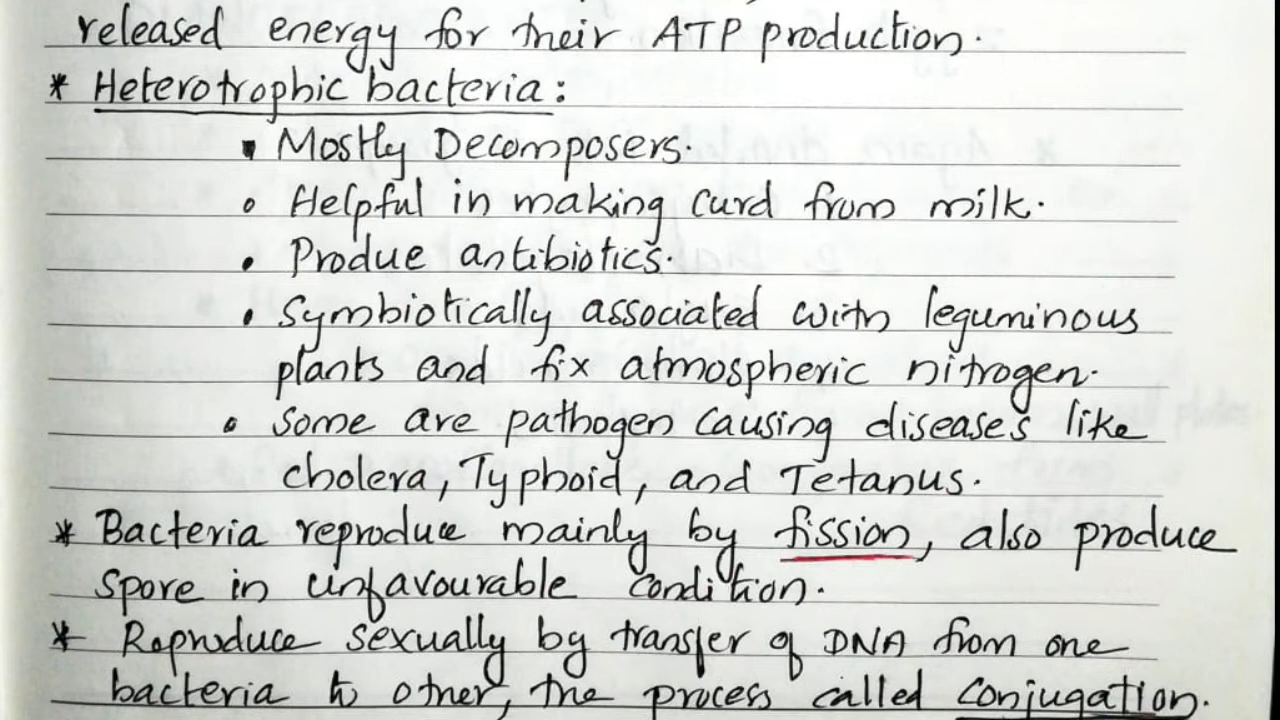 released energy for their ATP production.
* Heterotrophic bacteria:
▪ Mostly Decomposers.
∘ Helpful in making curd from milk.
• Produe antibiotics.
• Symbiotically associated with leguminous
plants and fix atmospheric nitrogen.
• Some are pathogen causing diseases like
cholera, Typhoid, and Tetanus.
* Bacteria reproduce mainly by fission, also produce
spore in unfavourable condition.
* Reproduce sexually by transfer of DNA from one
bacteria to other, the process called conjugation.